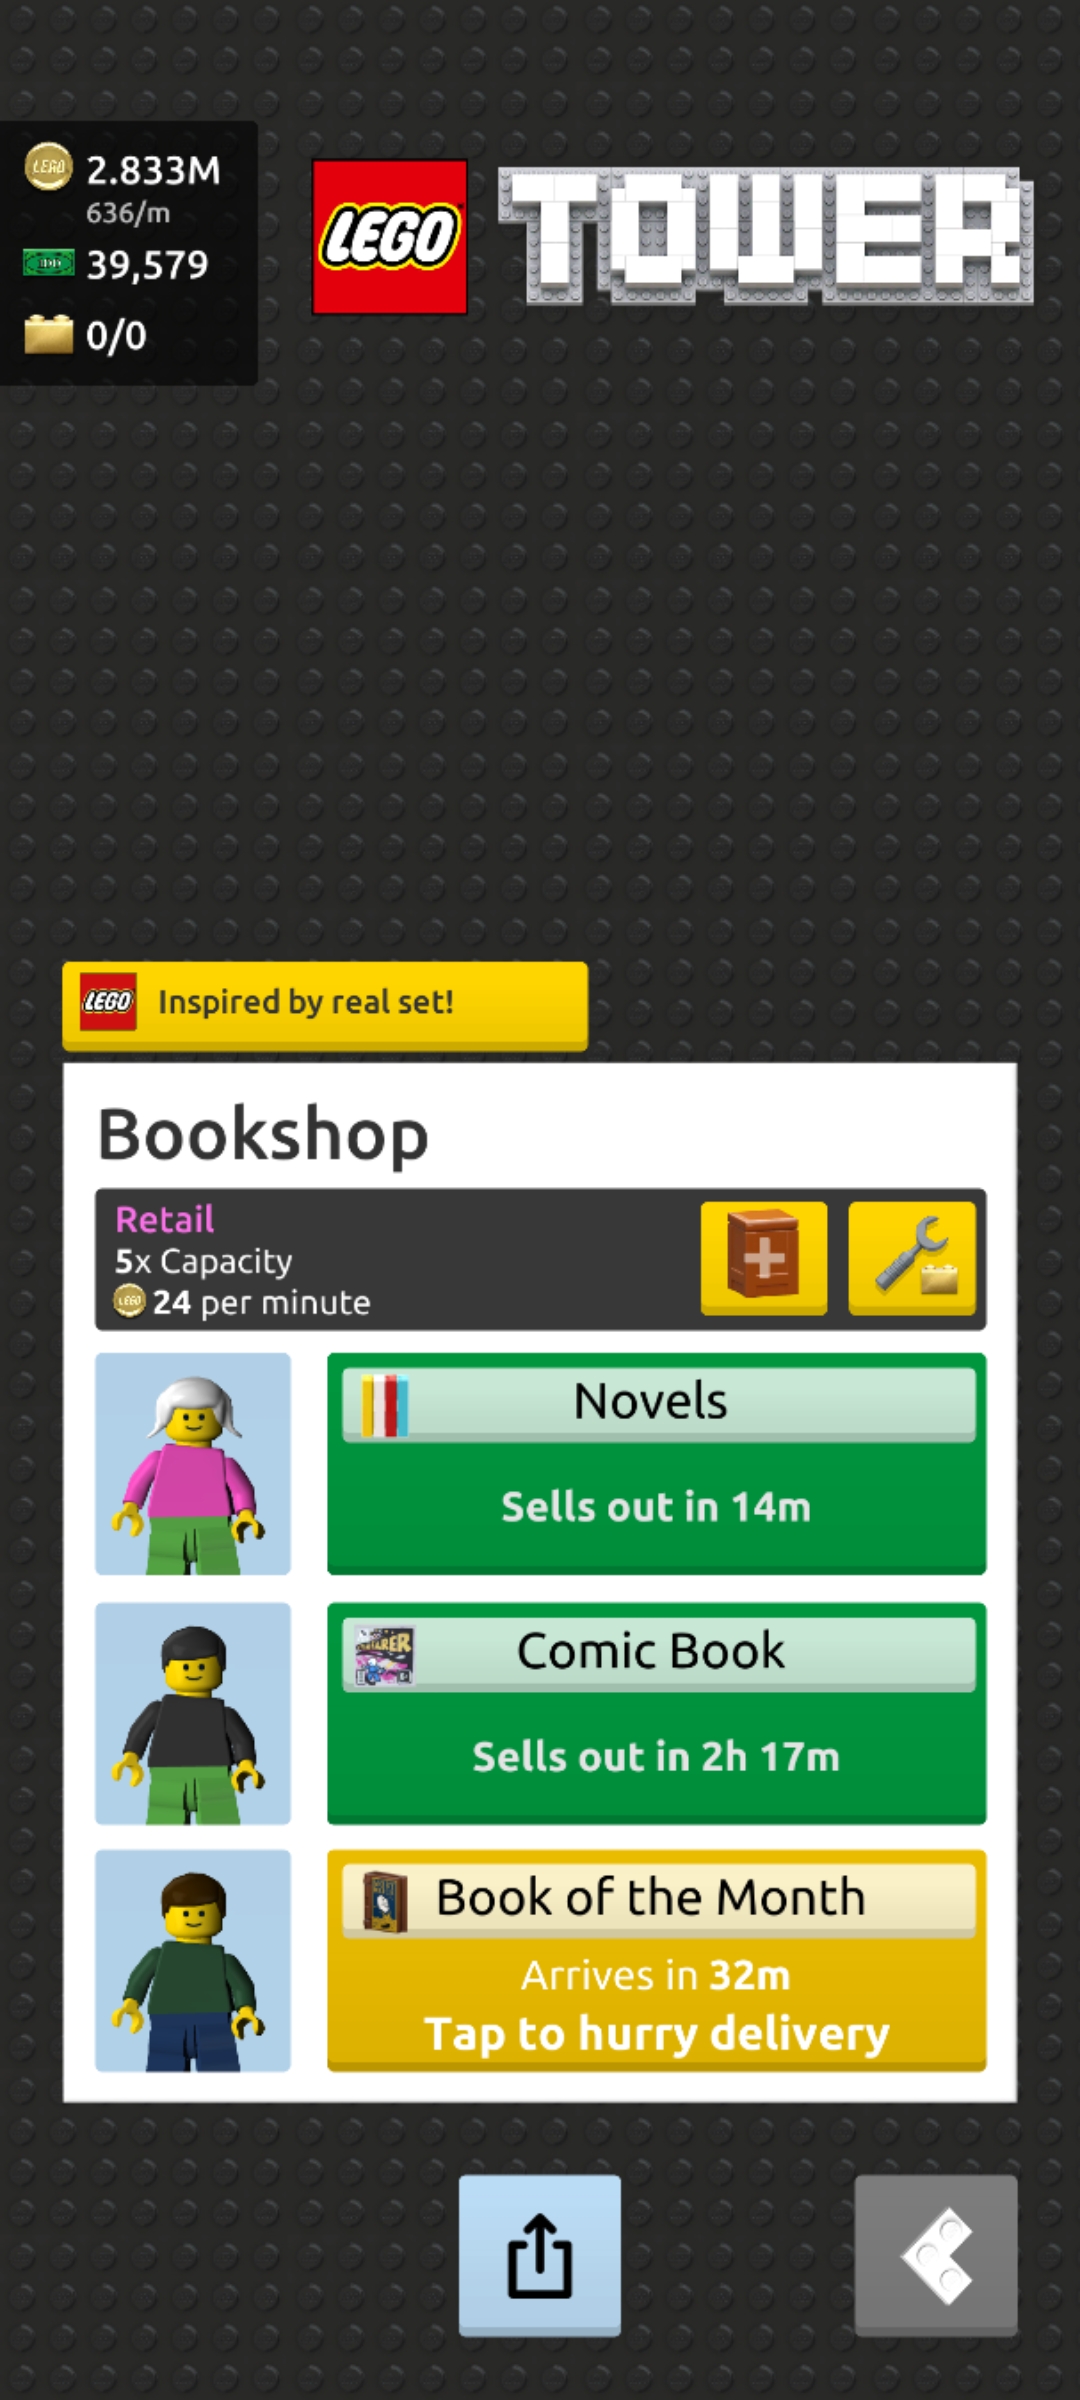 LEGO
2.833M
636/m
39,579
0/0
LEGO
TOWER
LEGO
Inspired by real set!
Bookshop
Retail
5x Capacity
LEGO
24 per minute
Novels
Sells out in 14m
Comic Book
Sells out in 2h 17m
Book of the Month
Arrives in 32m
Tap to hurry delivery